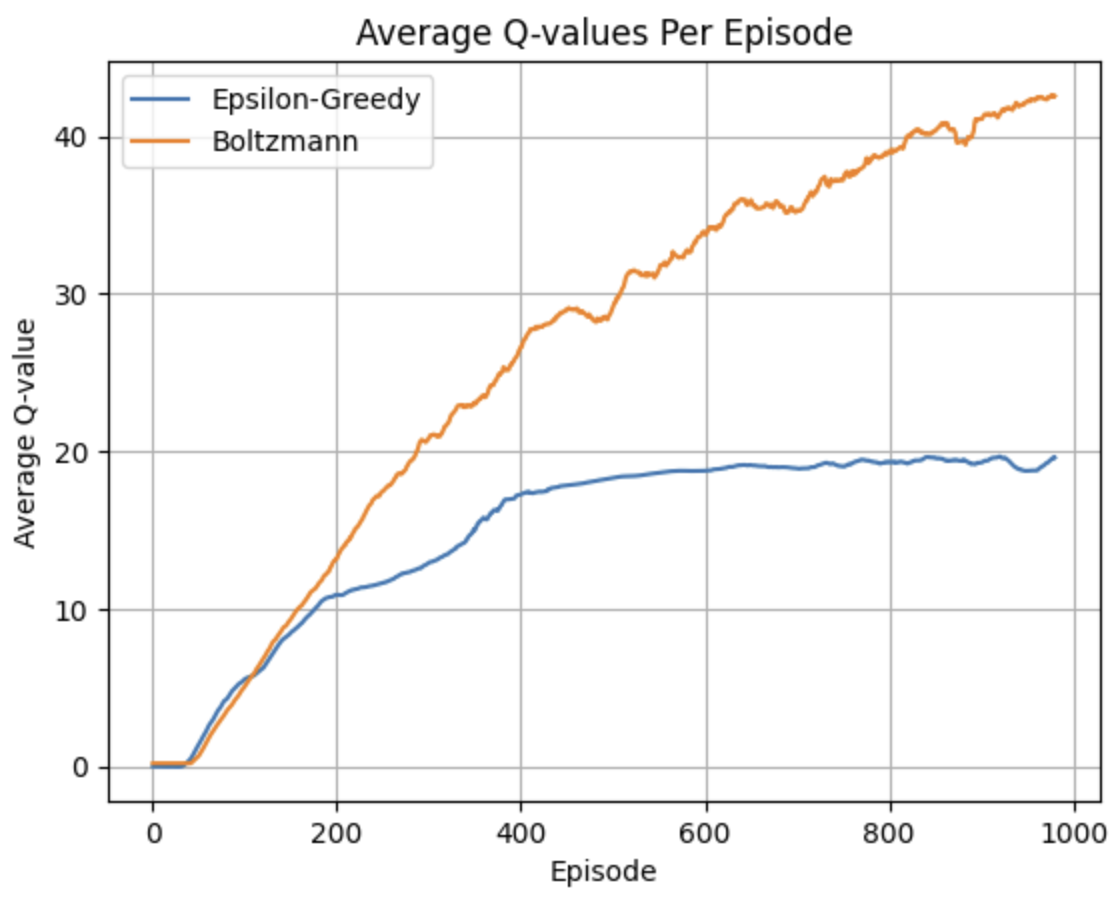 Average Q-values Per Episode
Epsilon-Greedy
Boltzmann
Average Q-value
40
30
20
10
0
0 200 400 600 800 1000
Episode